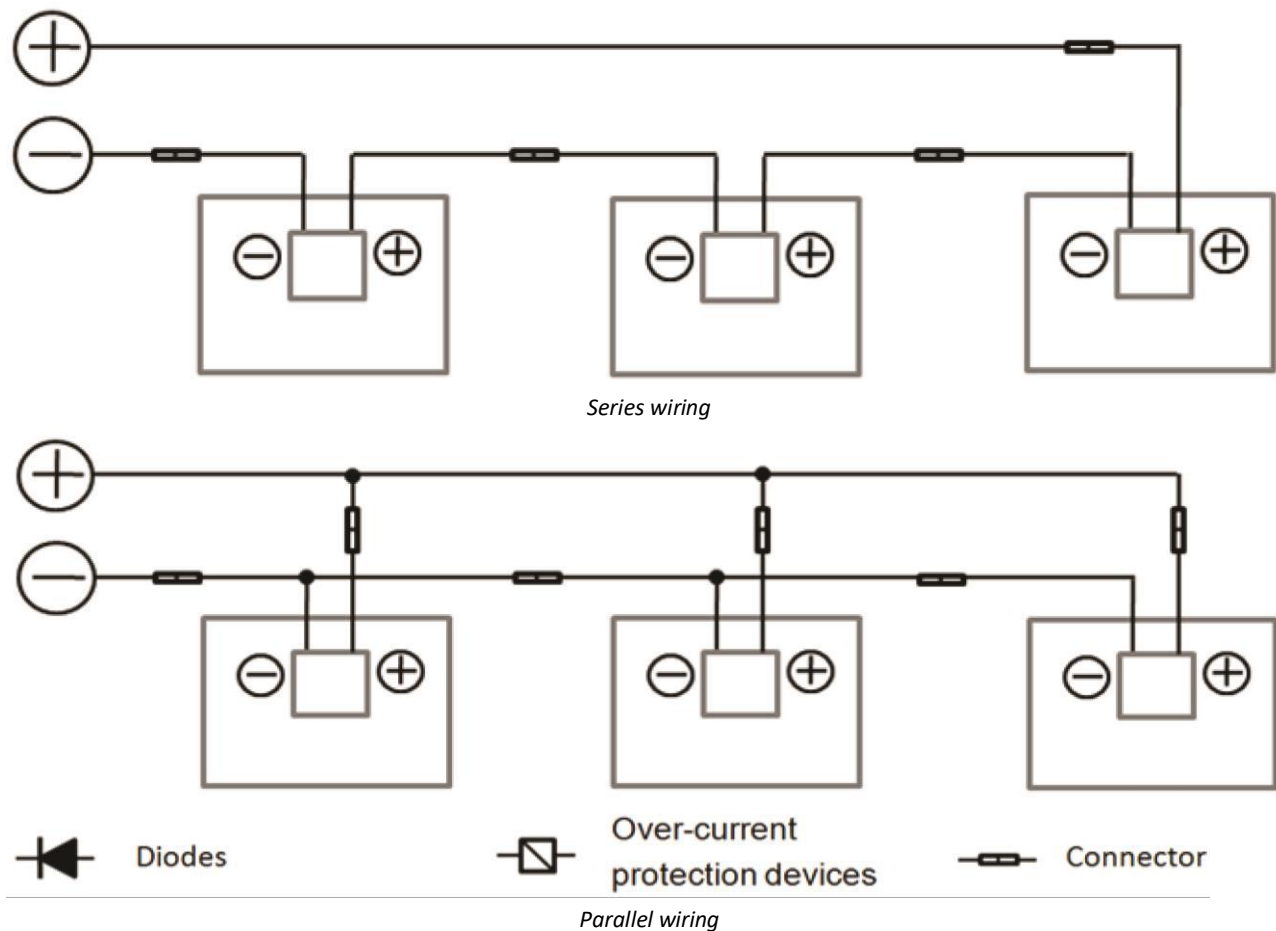 Series wiring
Diodes
Over-current
protection devices
Connector
Parallel wiring